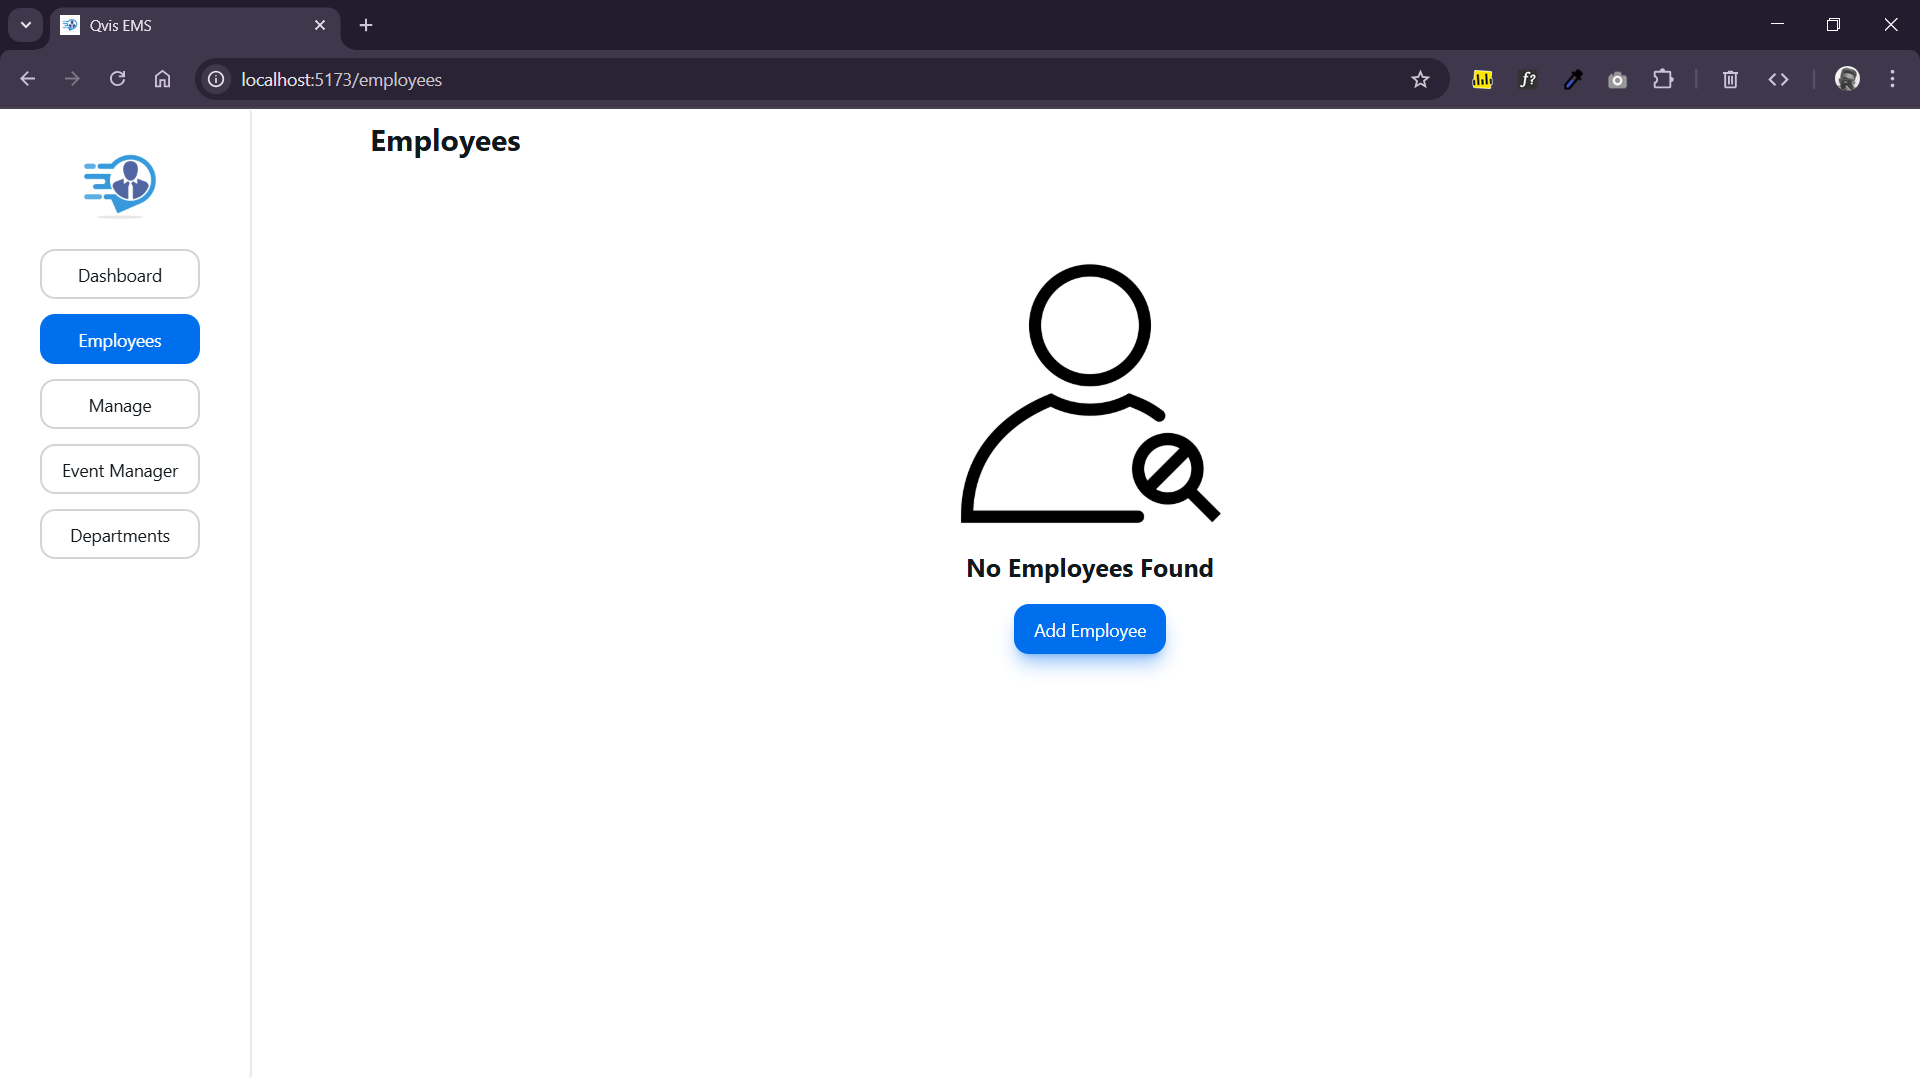 Qvis EMS
localhost:5173/employees
f?
Employees
Dashboard
Employees
Manage
Event Manager
Departments
No Employees Found
Add Employee